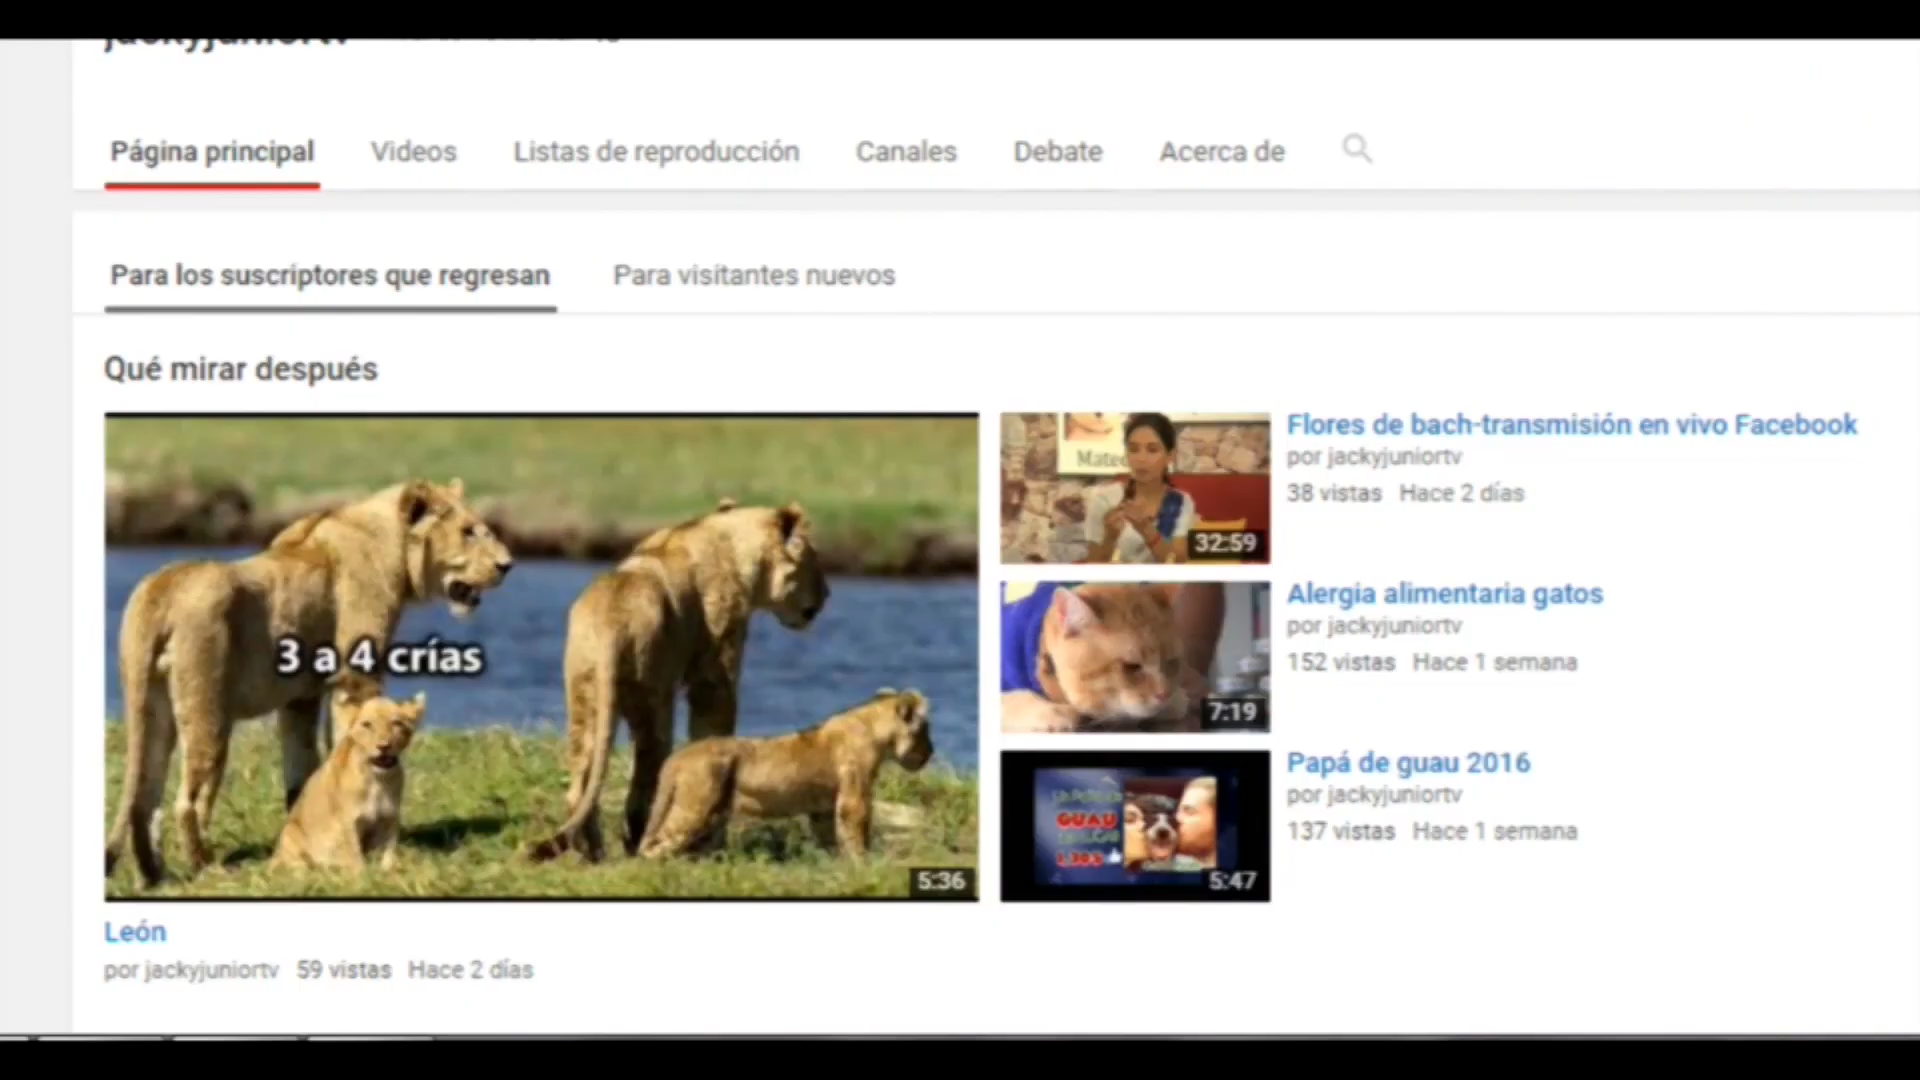 jackyjuniortv
Página principal Videos Listas de reproducción Canales Debate Acerca de
Para los suscriptores que regresan Para visitantes nuevos
Qué mirar después
3 a 4 crías
5:36
León
por jackyjuniortv 59 vistas Hace 2 días
32:59
Flores de bach-transmisión en vivo Facebook
por jackyjuniortv
38 vistas Hace 2 días
7:19
Alergia alimentaria gatos
por jackyjuniortv
152 vistas Hace 1 semana
GUAU
5:47
Papá de guau 2016
por jackyjuniortv
137 vistas Hace 1 semana